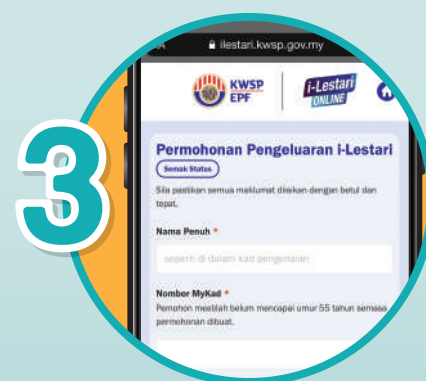 3
ilestari.kwsp.gov.my
KWSP
EPF
i-Lestari
ONLINE
Permohonan Pengeluaran i-Lestari
Semak Status
Sila pastikan semua maklumat diisikan dengan betul dan
tepat.
Nama Penuh *
seperti di dalam kad pengenalan
Nombor MyKad *
Pemohon mestilah belum mencapai umur 55 tahun semasa
permohonan dibuat.